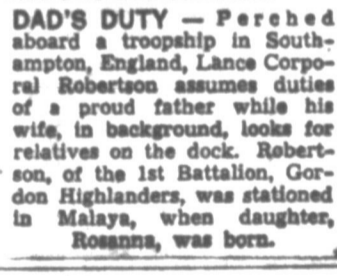 DAD'S DUTY — Perched
aboard a troopship in South-
ampton, England, Lance Corpo-
ral Robertson assumes duties
of a proud father while his
wife, in background, looks for
relatives on the dock. Robert-
son, of the 1st Battalion, Gor-
don Highlanders, was stationed
in Malaya, when daughter,
Rosanna, was born.